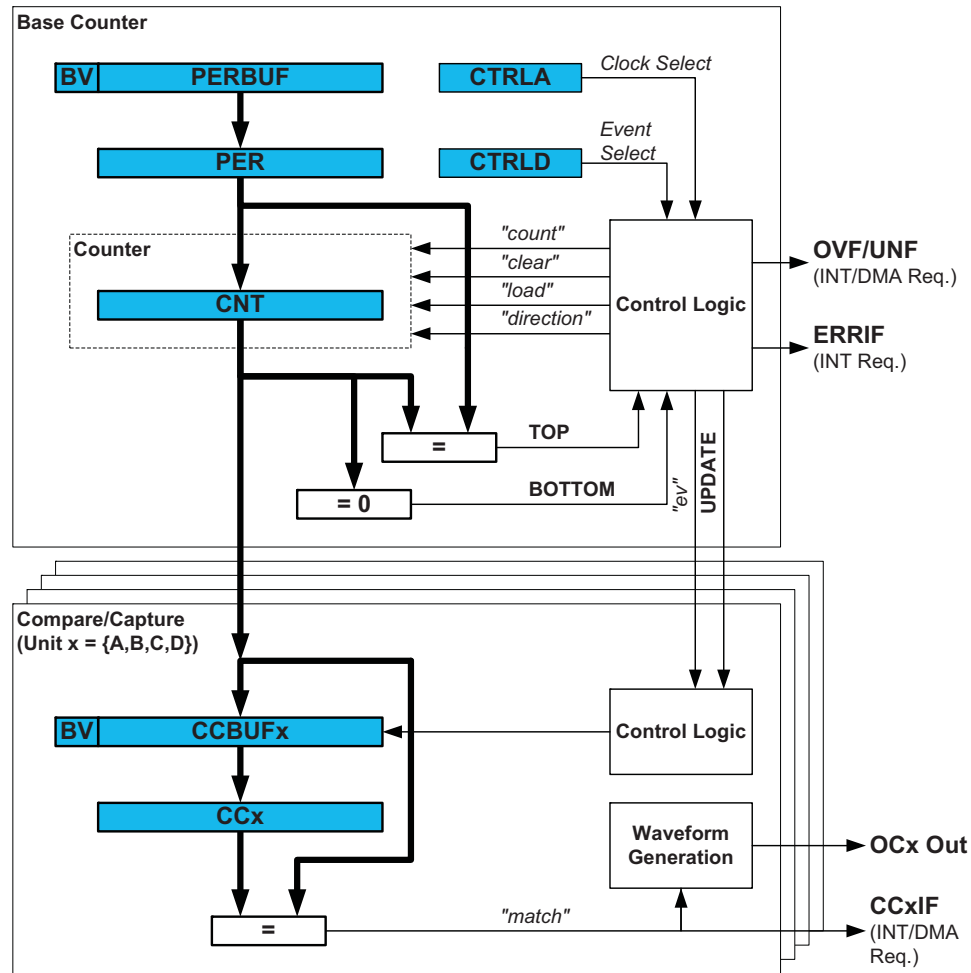 Base Counter
BV PERBUF
CTRLA
Clock Select
PER
CTRLD
Event
Select
Counter
CNT
"count"
"clear"
"load"
"direction"
Control Logic
OVF/UNF
(INT/DMA Req.)
ERRIF
(INT Req.)
=
TOP
= 0
BOTTOM
"ev"
UPDATE
Compare/Capture
(Unit x = {A,B,C,D})
BV CCBUFx
Control Logic
CCx
Waveform
Generation
OCx Out
=
"match"
CCxIF
(INT/DMA
Req.)